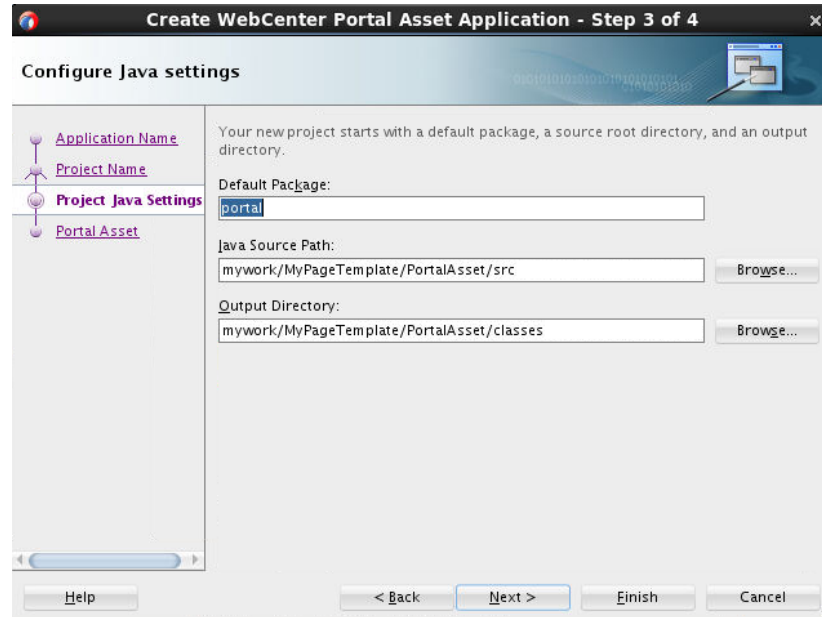 Create WebCenter Portal Asset Application - Step 3 of 4
Configure Java settings
Application Name
Project Name
Project Java Settings
Portal Asset
Your new project starts with a default package, a source root directory, and an output
directory.
Default Package:
portal
Java Source Path:
mywork/MyPageTemplate/PortalAsset/src
Browse...
Output Directory:
mywork/MyPageTemplate/PortalAsset/classes
Browse...
Help
< Back
Next >
Finish
Cancel